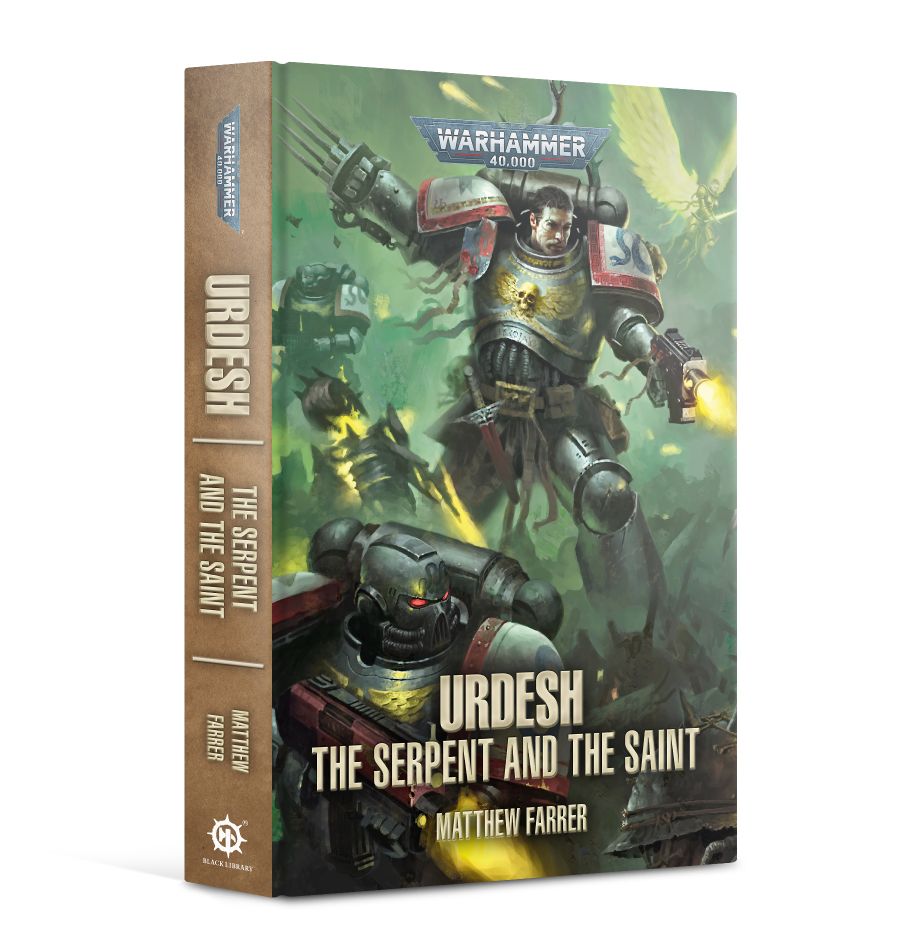 WARHAMMER
40,000
URDESH
THE SERPENT
AND THE SAINT
MATTHEW
FARRER
BLACK LIBRARY
WARHAMMER
40,000
URDESH
THE SERPENT AND THE SAINT
MATTHEW FARRER